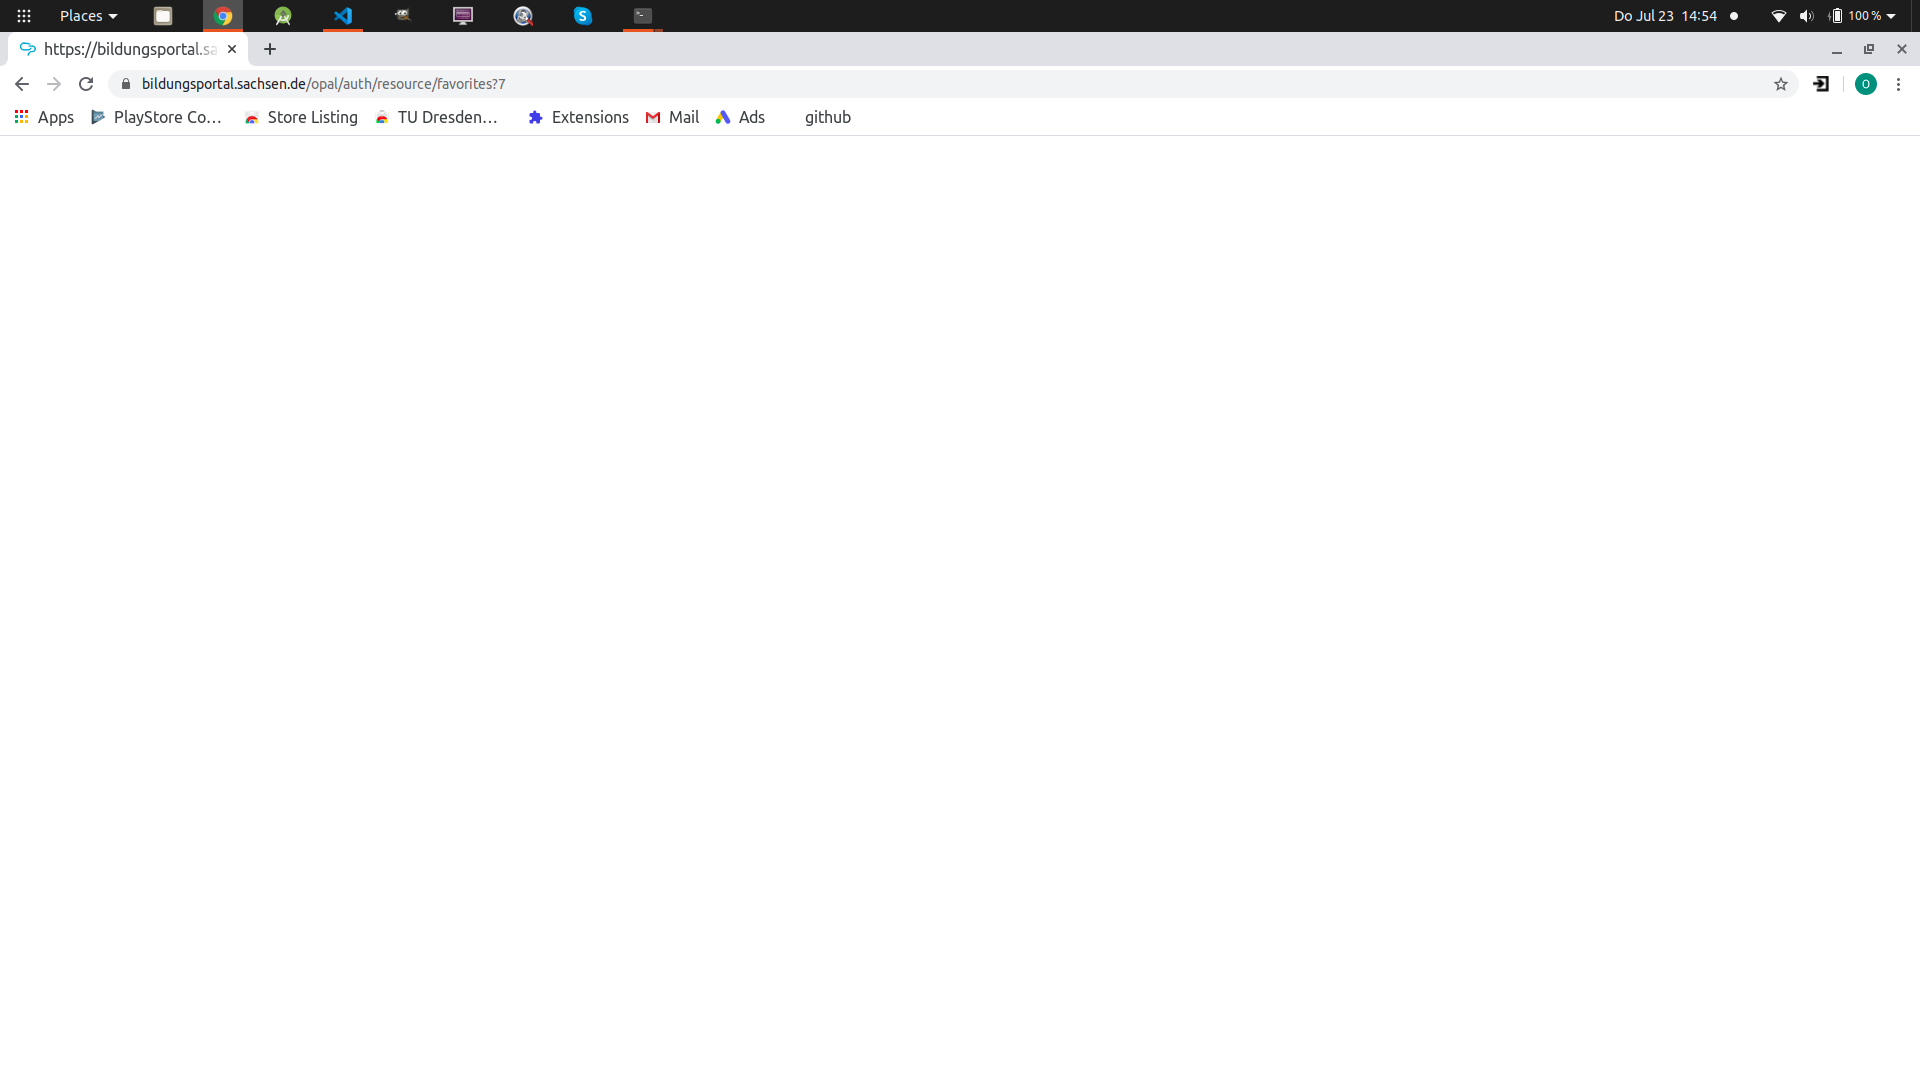 Places Do Jul 23 14:54 100 %
https://bildungsportal.sa
bildungsportal.sachsen.de/opal/auth/resource/favorites?7 O
Apps PlayStore Co… Store Listing TU Dresden… Extensions Mail Ads github